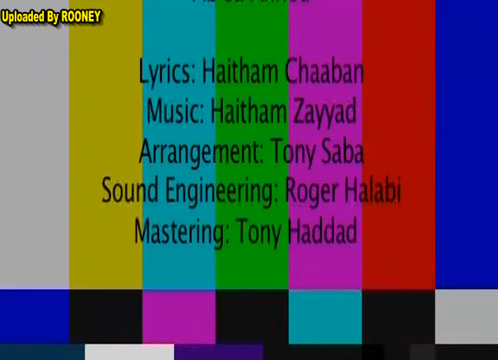 Uploaded By ROONEY
Lyrics: Haitham Chaaban
Music: Haitham Zayyad
Arrangement: Tony Saba
Sound Engineering: Roger Halabi
Mastering: Tony Haddad